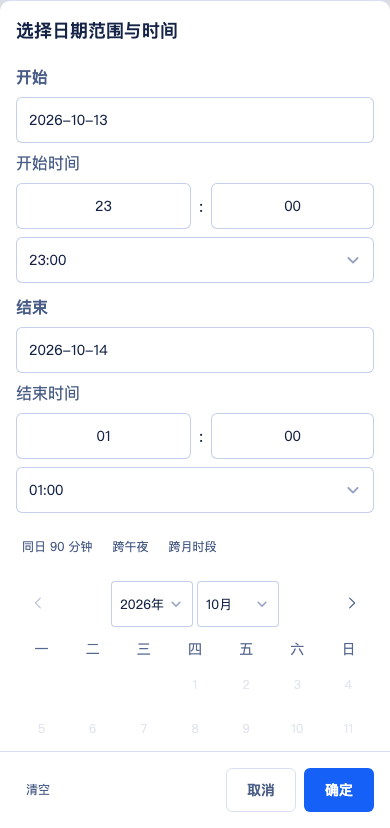 选择日期范围与时间
开始
2026-10-13
开始时间
23 : 00
23:00
结束
2026-10-14
结束时间
01 : 00
01:00
同日 90 分钟 跨午夜 跨月时段
2026年 10月
一 二 三 四 五 六 日
1 2 3 4
5 6 7 8 9 10 11
清空 取消 确定